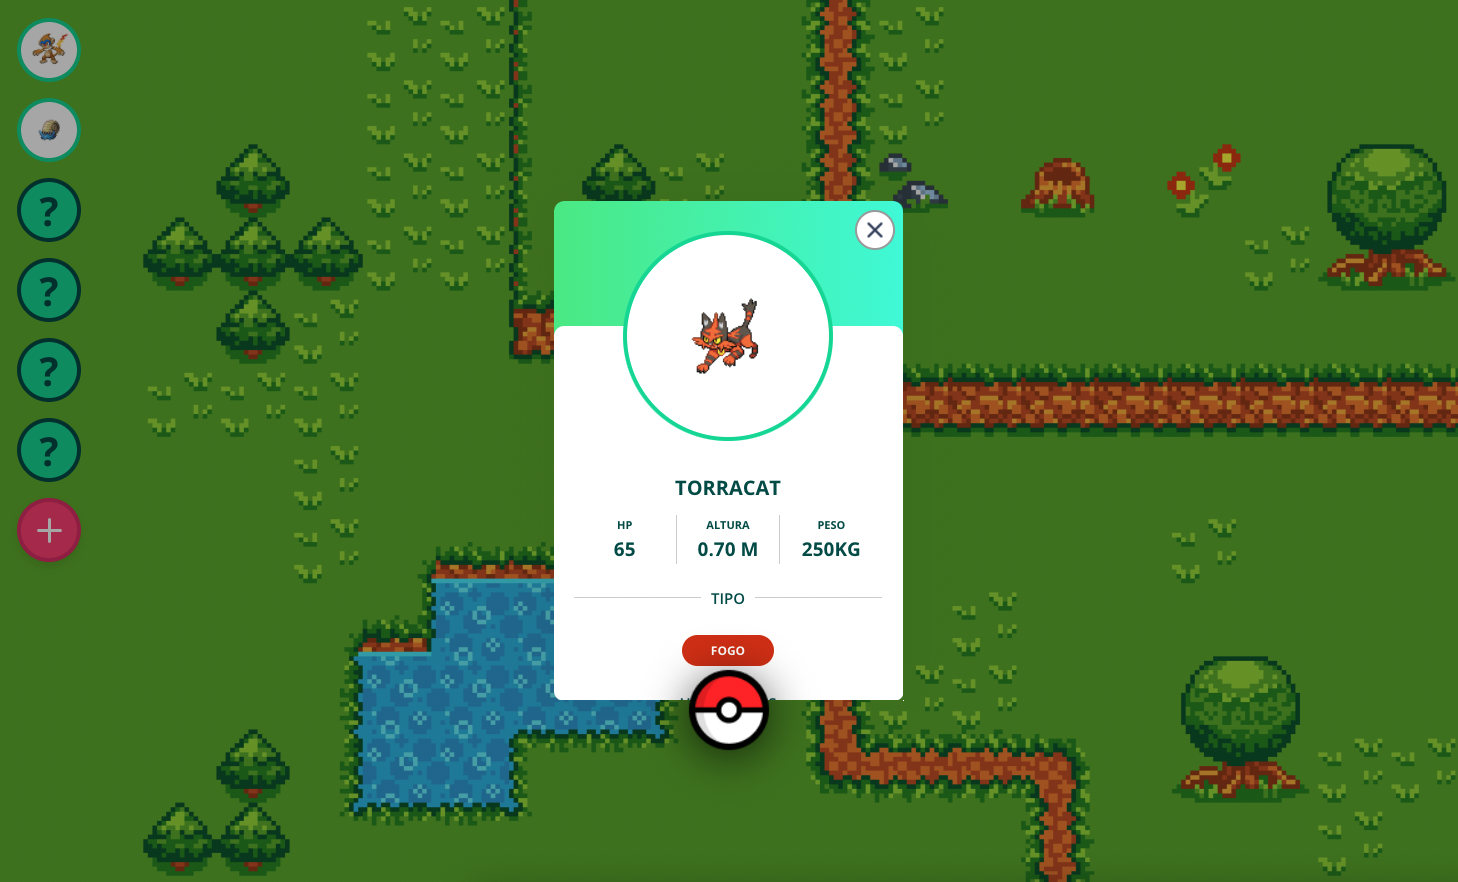 ?
?
?
?
TORRACAT
HP
65
ALTURA
0.70 M
PESO
250KG
TIPO
FOGO